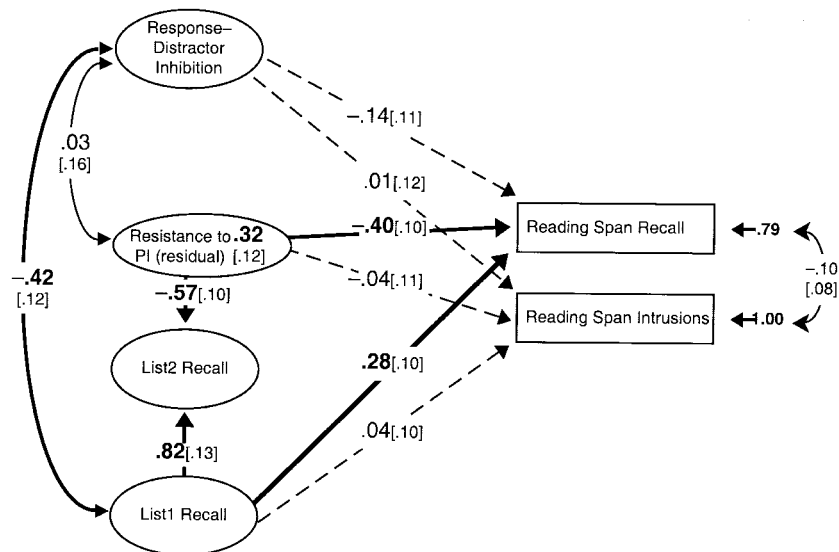 Response–
Distractor
Inhibition
–.14[.11]
.03
[.16]
.01[.12]
Resistance to .32
PI (residual) [.12]
–.40[.10]
Reading Span Recall
.79
–.10
[.08]
–.42
[.12]
–.57[.10]
–.04[.11]
Reading Span Intrusions
1.00
List2 Recall
.28[.10]
.04[.10]
.82[.13]
List1 Recall